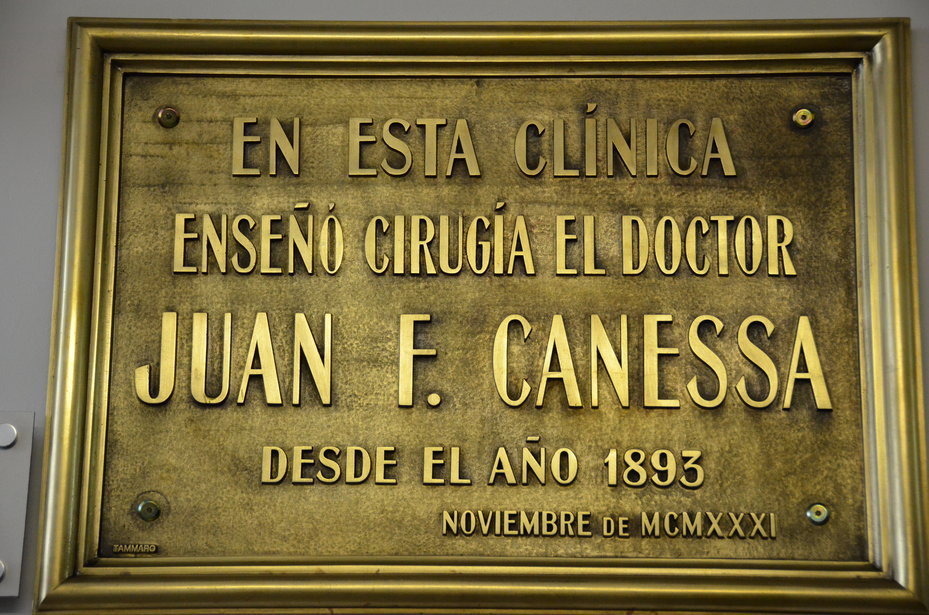 EN ESTA CLÍNICA
ENSEÑÓ CIRUGÍA EL DOCTOR
JUAN F. CANESSA
DESDE EL AÑO 1893
NOVIEMBRE DE MCMXXXI
TAMMARO